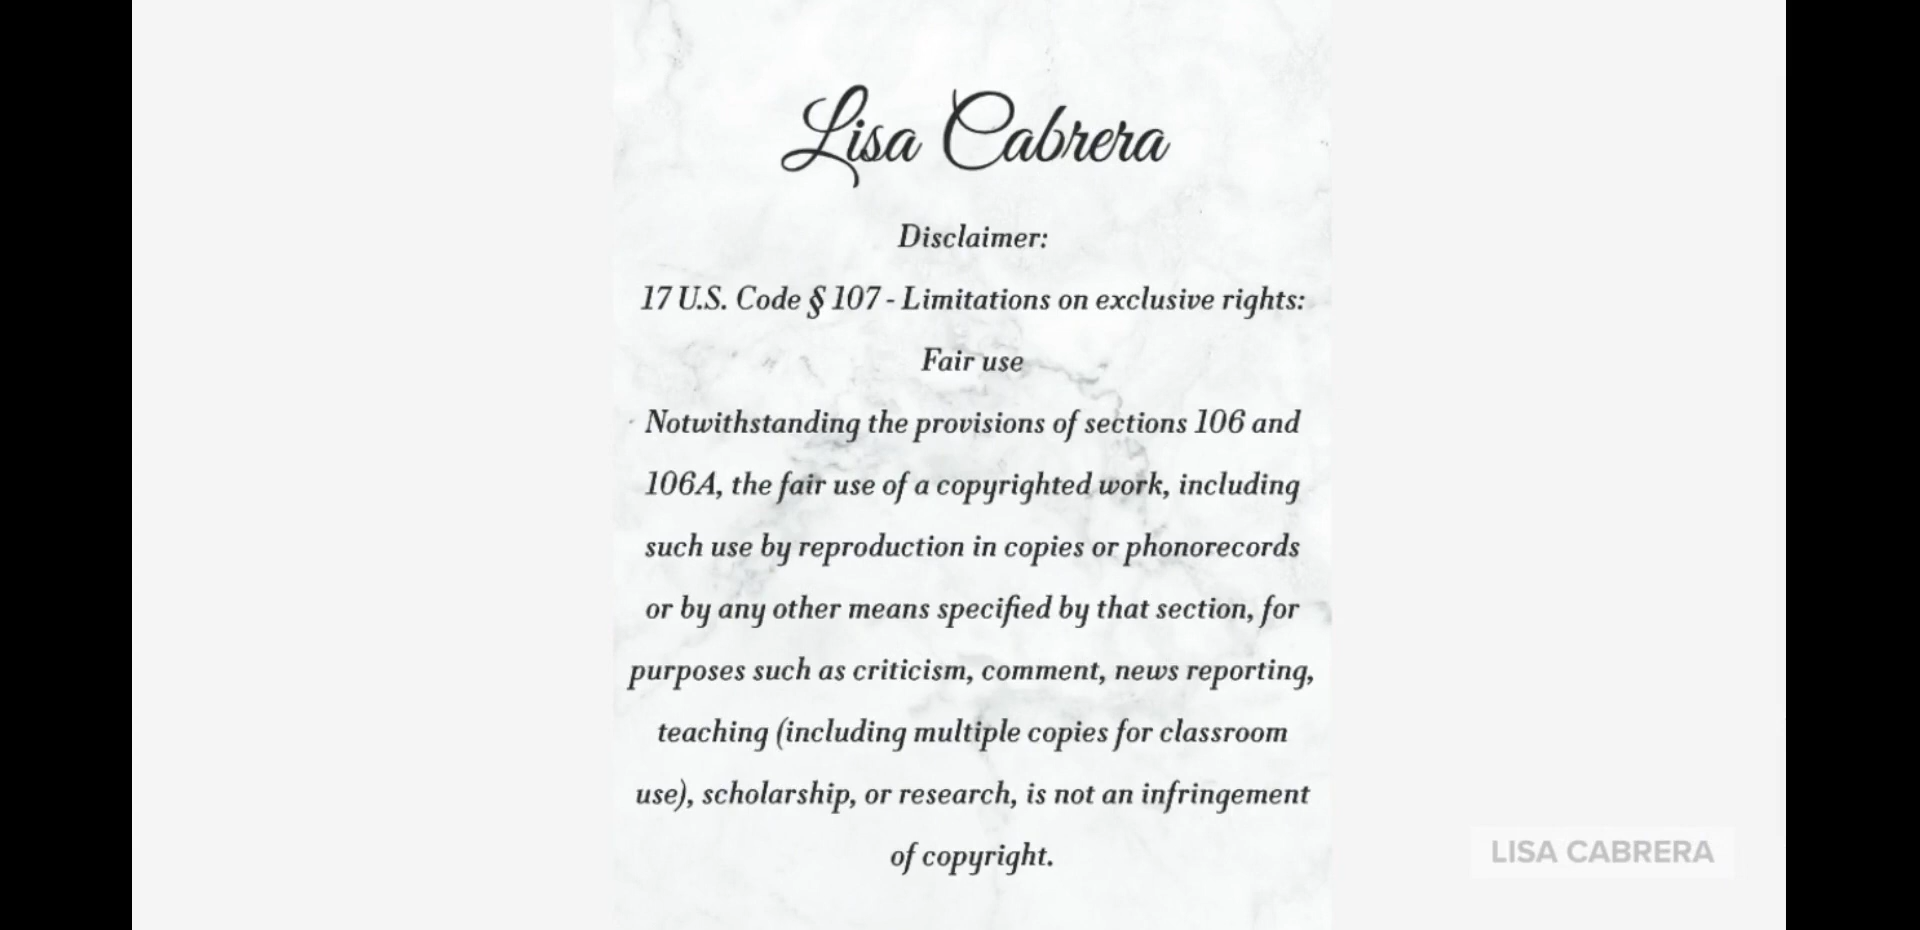 Lisa Cabrera
Disclaimer:
17 U.S. Code § 107 - Limitations on exclusive rights:
Fair use
Notwithstanding the provisions of sections 106 and
106A, the fair use of a copyrighted work, including
such use by reproduction in copies or phonorecords
or by any other means specified by that section, for
purposes such as criticism, comment, news reporting,
teaching (including multiple copies for classroom
use), scholarship, or research, is not an infringement
of copyright.
LISA CABRERA